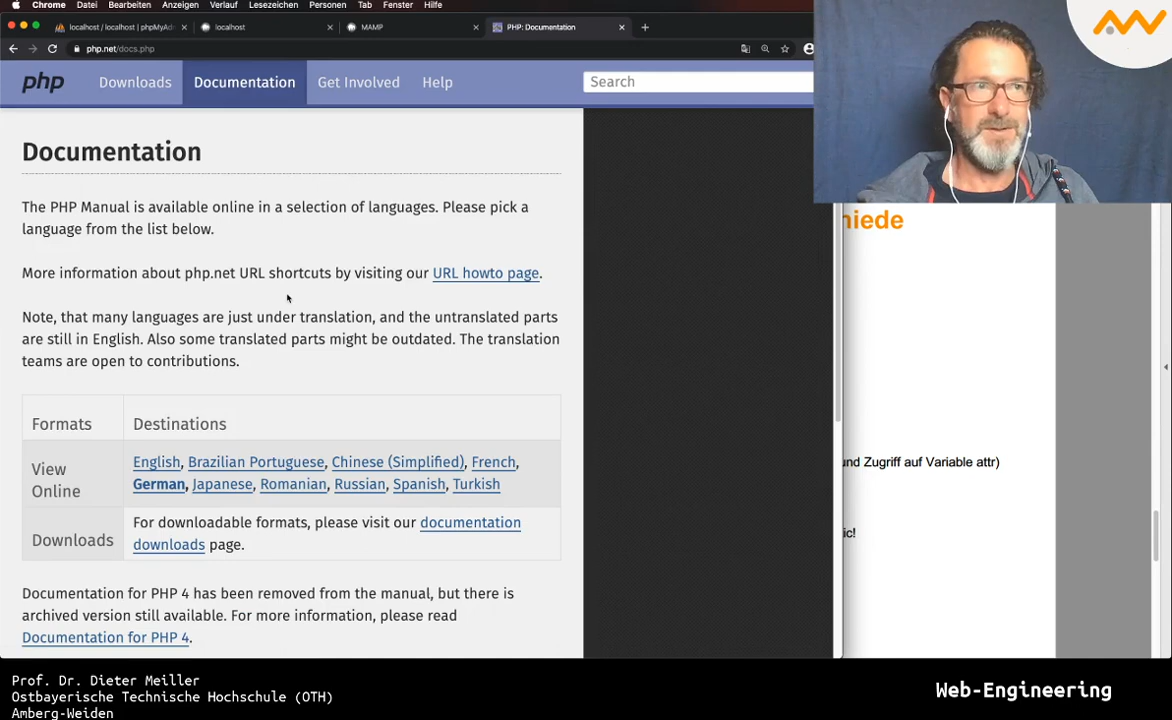 Chrome Datei Bearbeiten Anzeigen Verlauf Lesezeichen Personen Tab Fenster Hilfe
localhost / localhost | phpMyAd
localhost
MAMP
PHP: Documentation
php.net/docs.php
php Downloads Documentation Get Involved Help Search
Documentation
The PHP Manual is available online in a selection of languages. Please pick a
language from the list below.
More information about php.net URL shortcuts by visiting our URL howto page.
Note, that many languages are just under translation, and the untranslated parts
are still in English. Also some translated parts might be outdated. The translation
teams are open to contributions.
Formats Destinations
View
Online
English, Brazilian Portuguese, Chinese (Simplified), French,
German, Japanese, Romanian, Russian, Spanish, Turkish
Downloads
For downloadable formats, please visit our documentation
downloads page.
Documentation for PHP 4 has been removed from the manual, but there is
archived version still available. For more information, please read
Documentation for PHP 4.
hiede
und Zugriff auf Variable attr)
ic!
Prof. Dr. Dieter Meiller
Ostbayerische Technische Hochschule (OTH)
Amberg-Weiden
Web-Engineering